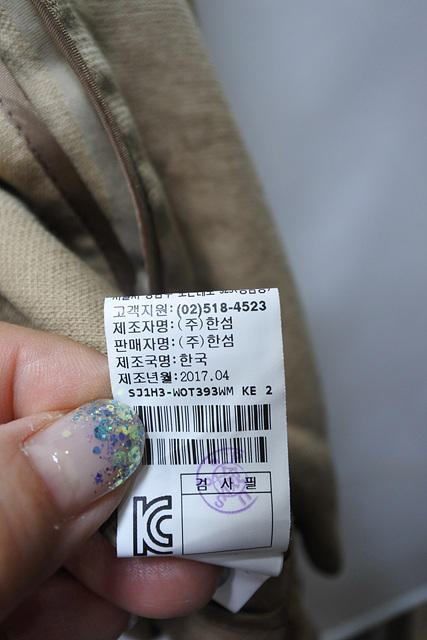 고객지원:(02)518-4523
제조자명:(주)한섬
판매자명:(주)한섬
제조국명:한국
제조년월:2017.04
SJ1H3-WOT393WM KE 2
검 사 필